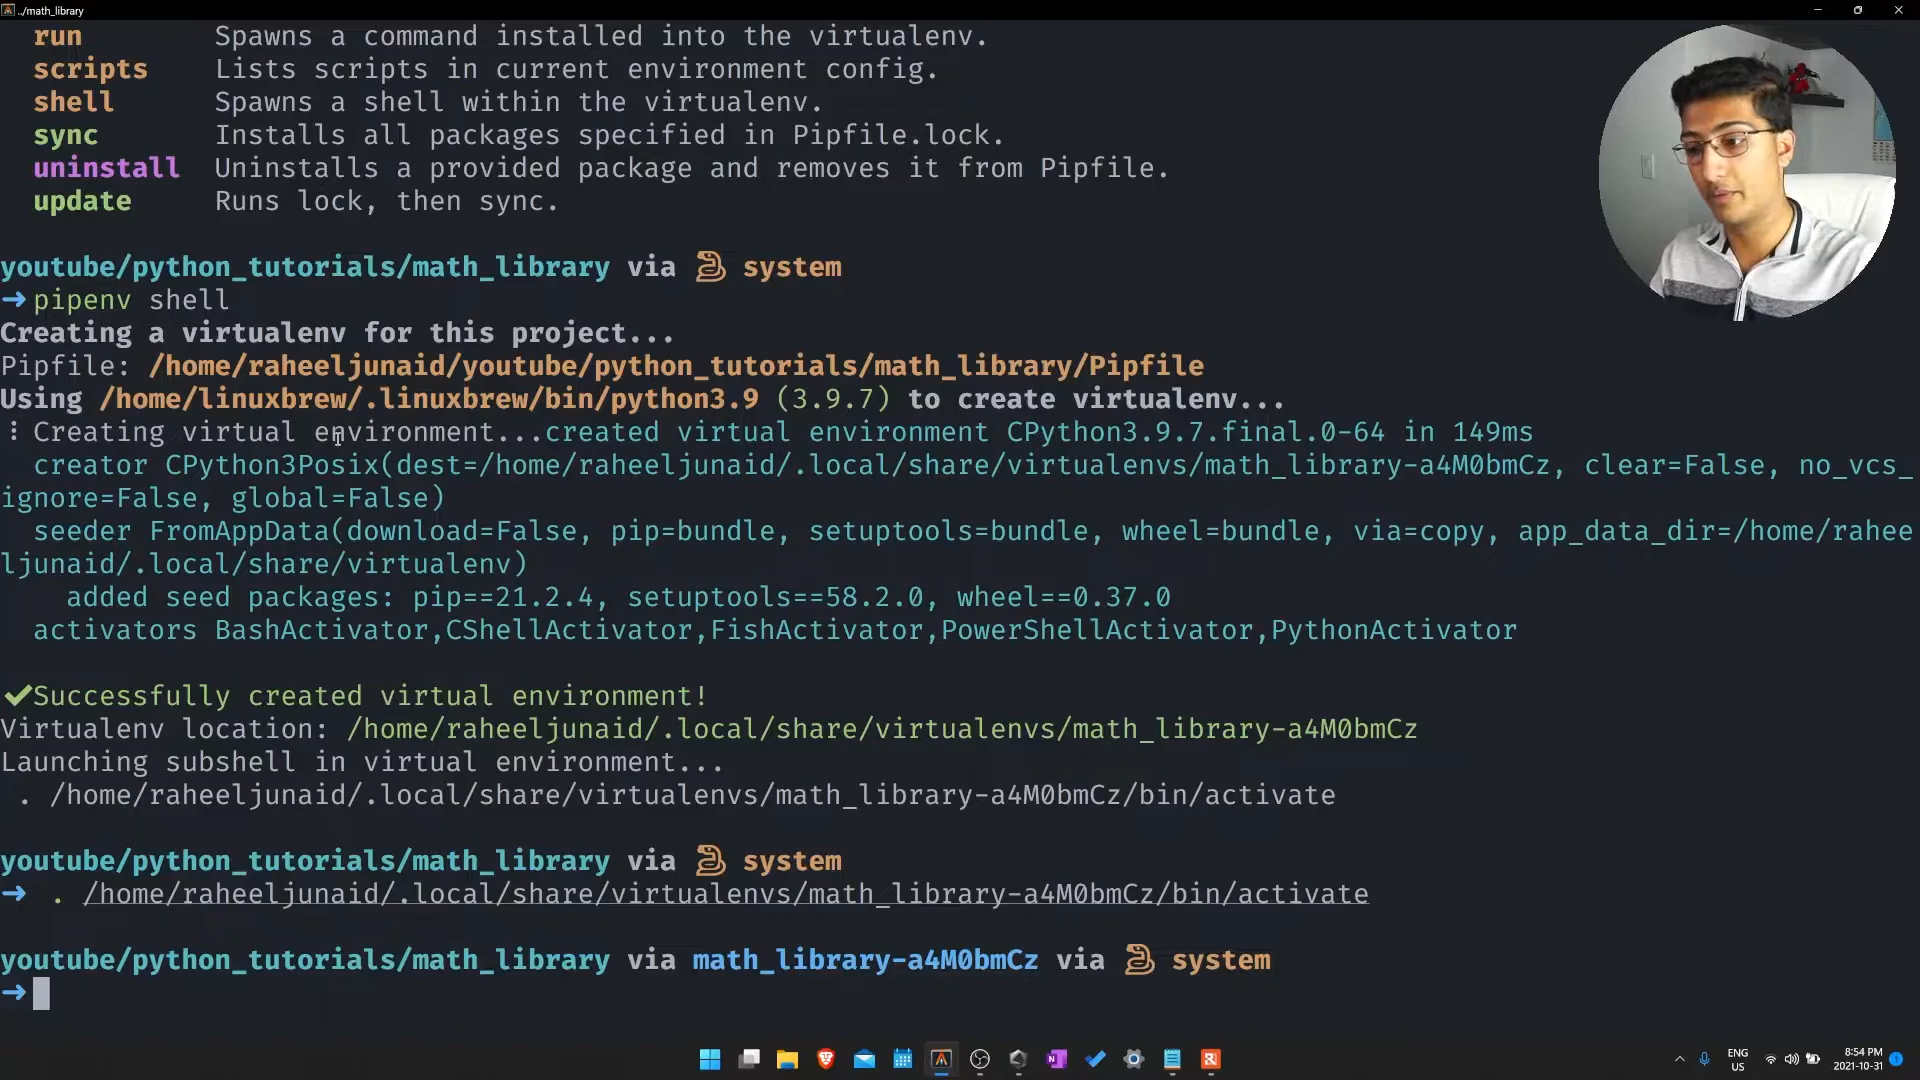 ../math_library
run Spawns a command installed into the virtualenv.
scripts Lists scripts in current environment config.
shell Spawns a shell within the virtualenv.
sync Installs all packages specified in Pipfile.lock.
uninstall Uninstalls a provided package and removes it from Pipfile.
update Runs lock, then sync.
youtube/python_tutorials/math_library via system
→ pipenv shell
Creating a virtualenv for this project...
Pipfile: /home/raheeljunaid/youtube/python_tutorials/math_library/Pipfile
Using /home/linuxbrew/.linuxbrew/bin/python3.9 (3.9.7) to create virtualenv...
⠇ Creating virtual environment...created virtual environment CPython3.9.7.final.0-64 in 149ms
creator CPython3Posix(dest=/home/raheeljunaid/.local/share/virtualenvs/math_library-a4M0bmCz, clear=False, no_vcs_
ignore=False, global=False)
seeder FromAppData(download=False, pip=bundle, setuptools=bundle, wheel=bundle, via=copy, app_data_dir=/home/rahee
ljunaid/.local/share/virtualenv)
added seed packages: pip==21.2.4, setuptools==58.2.0, wheel==0.37.0
activators BashActivator,CShellActivator,FishActivator,PowerShellActivator,PythonActivator
✔Successfully created virtual environment!
Virtualenv location: /home/raheeljunaid/.local/share/virtualenvs/math_library-a4M0bmCz
Launching subshell in virtual environment...
. /home/raheeljunaid/.local/share/virtualenvs/math_library-a4M0bmCz/bin/activate
youtube/python_tutorials/math_library via system
→ . /home/raheeljunaid/.local/share/virtualenvs/math_library-a4M0bmCz/bin/activate
youtube/python_tutorials/math_library via math_library-a4M0bmCz via system
→
ENG
US
8:54 PM
2021-10-31